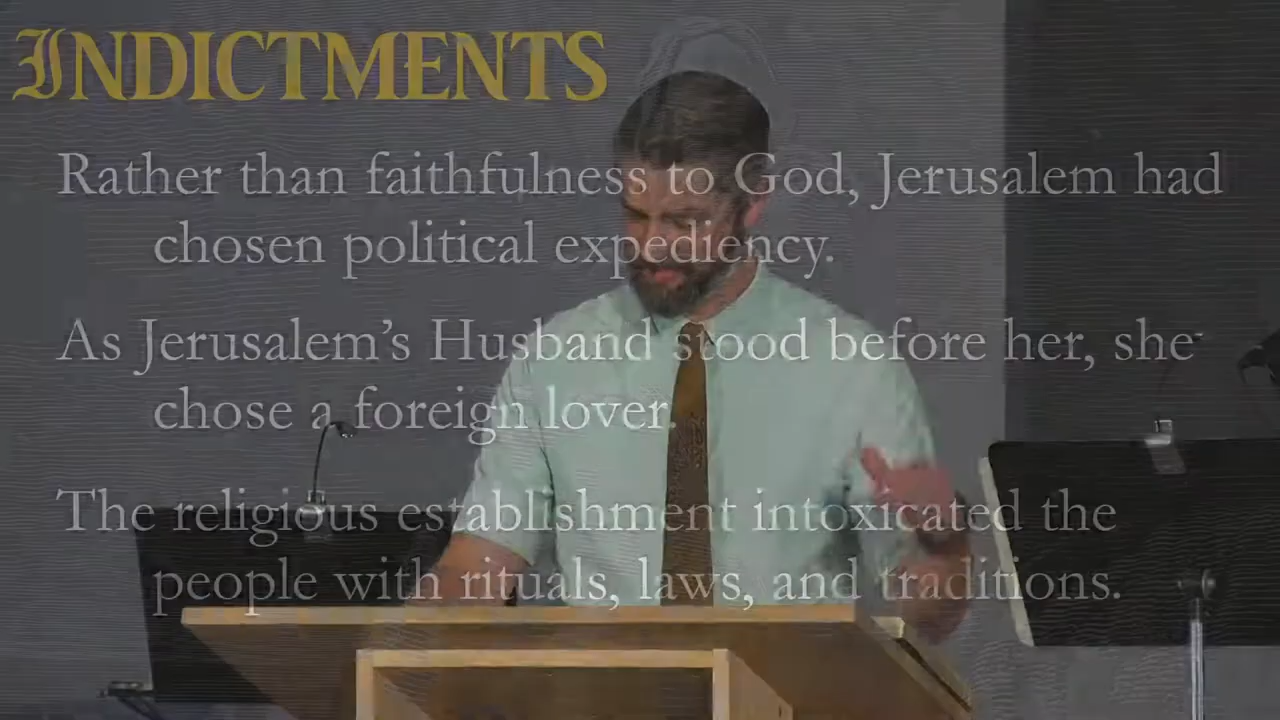 INDICTMENTS
Rather than faithfulness to God, Jerusalem had
chosen political expediency.
As Jerusalem’s Husband stood before her, she
chose a foreign lover.
The religious establishment intoxicated the
people with rituals, laws, and traditions.